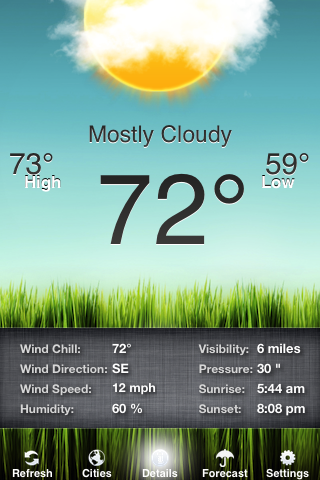 Mostly Cloudy
73° 59°
High Low
72°
Wind Chill: 72° Visibility: 6 miles
Wind Direction: SE Pressure: 30 "
Wind Speed: 12 mph Sunrise: 5:44 am
Humidity: 60 % Sunset: 8:08 pm
Refresh Cities Details Forecast Settings